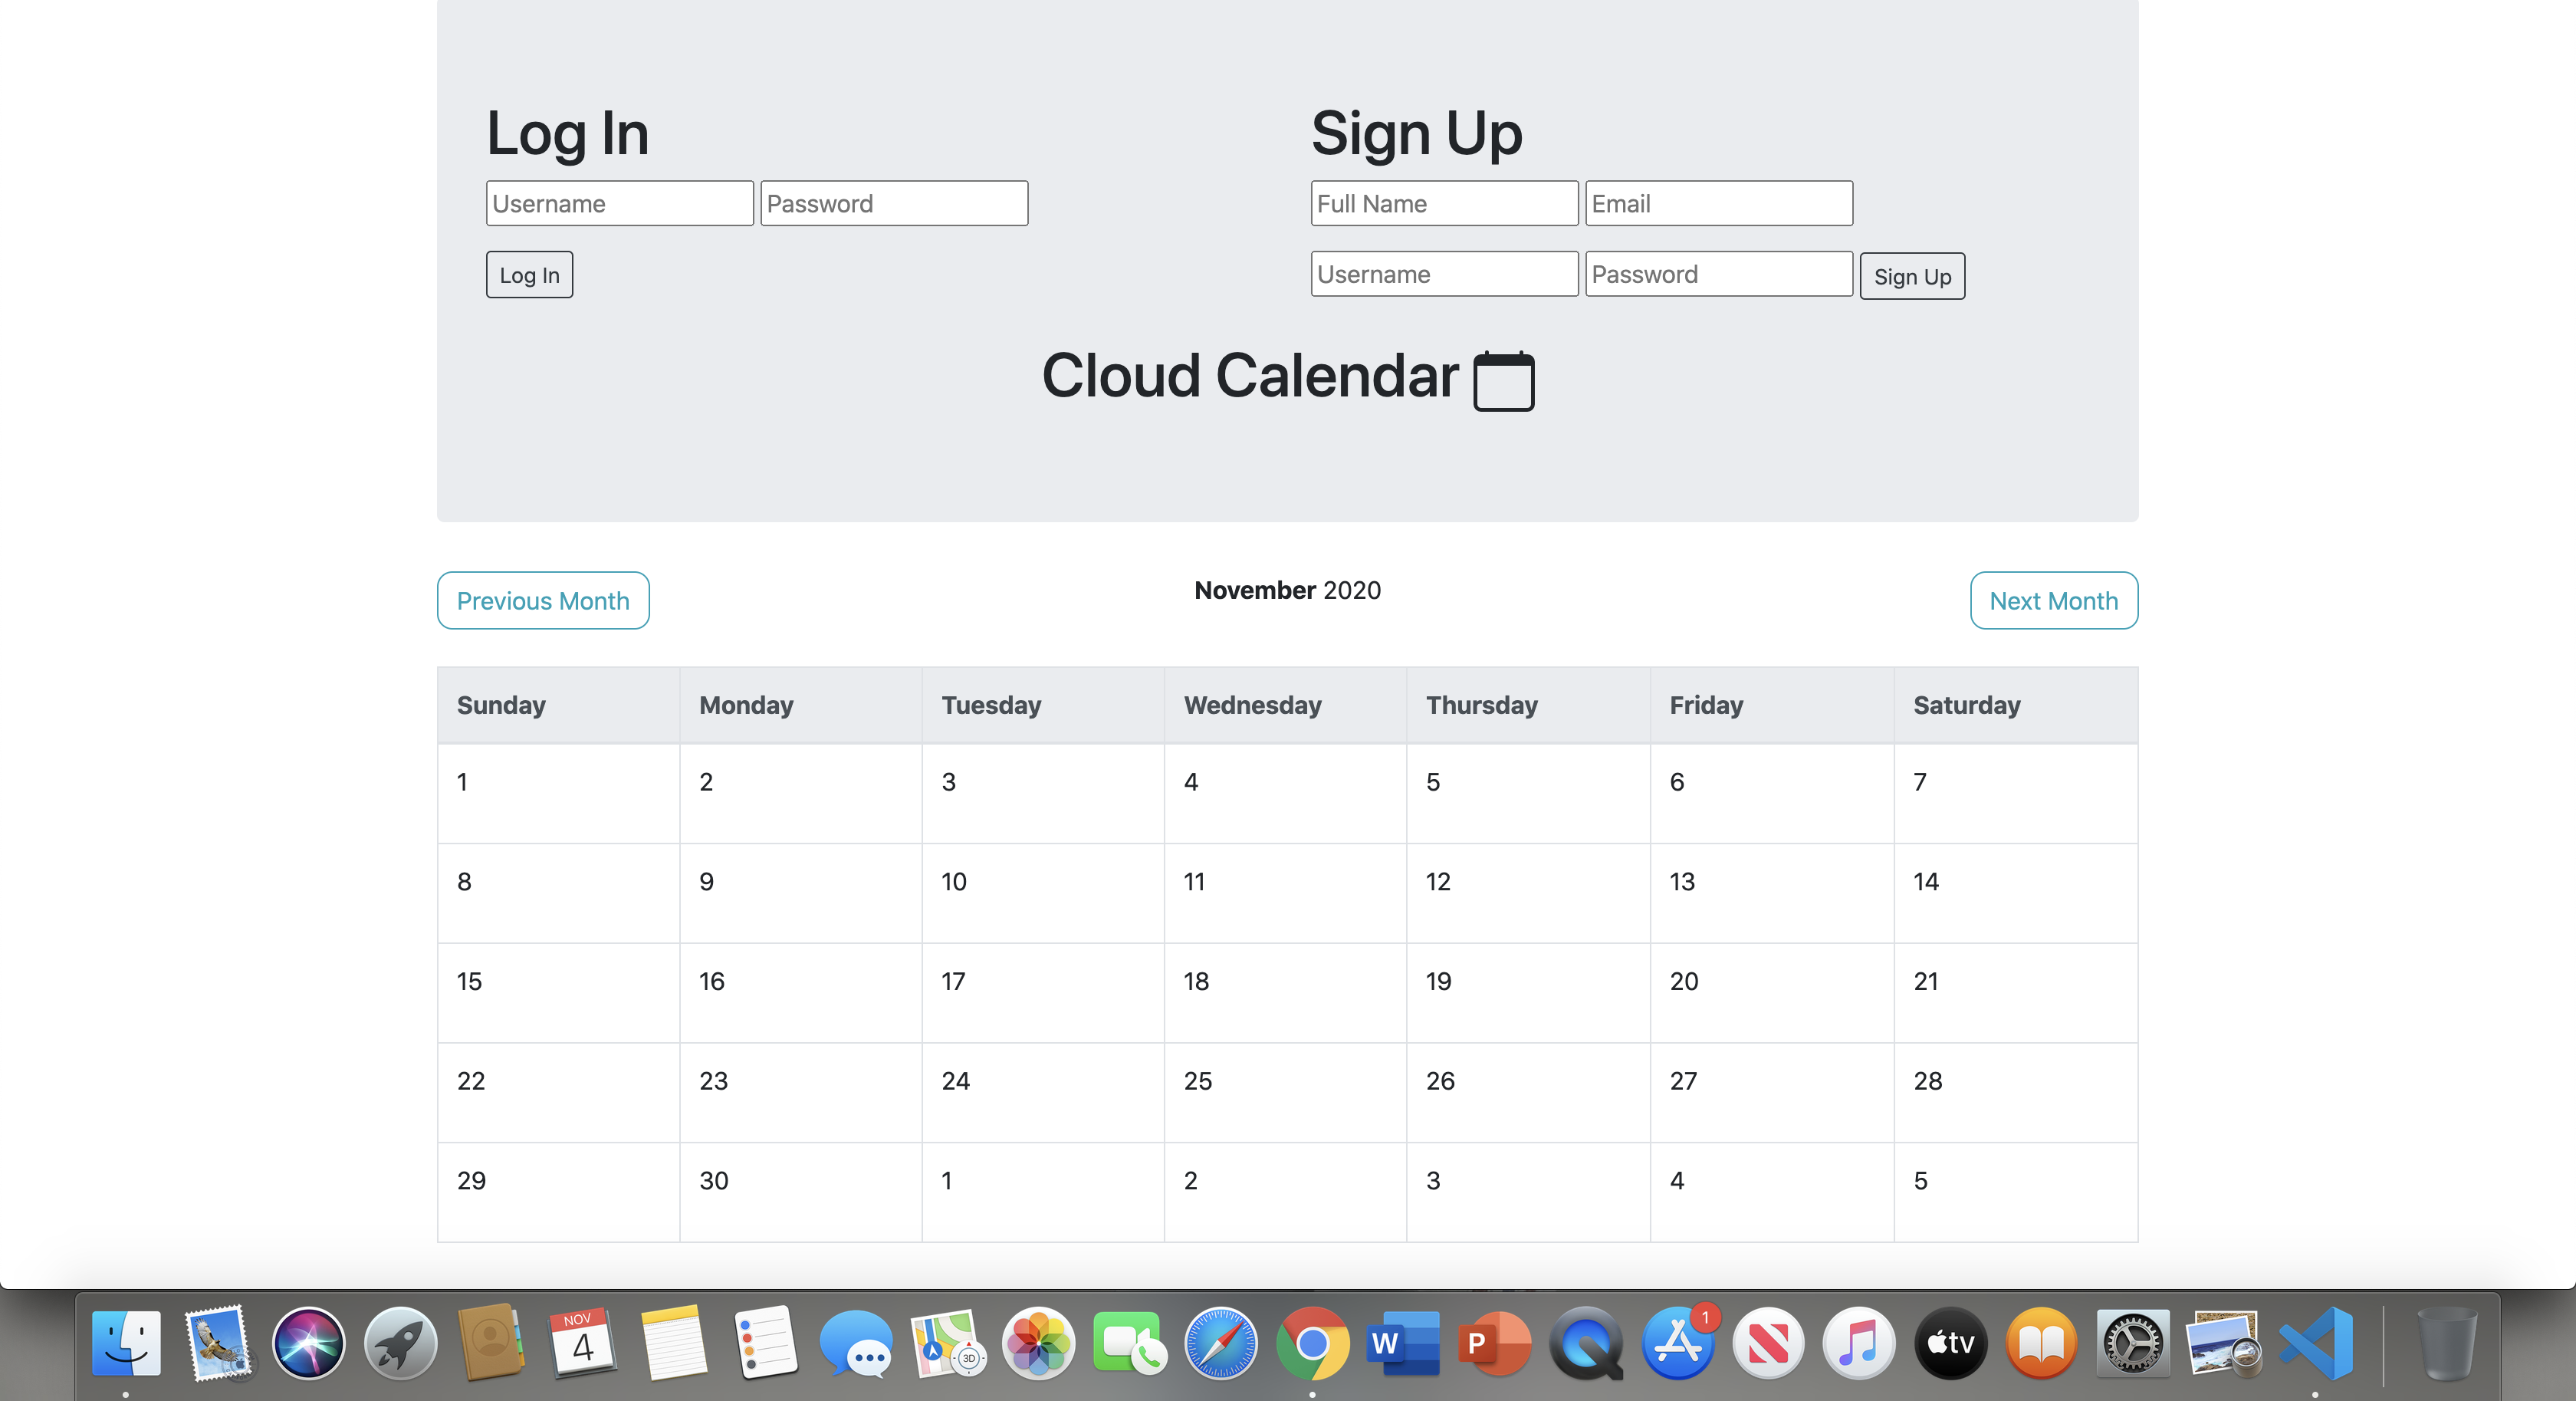 Log In
Username Password
Log In
Sign Up
Full Name Email
Username Password Sign Up
Cloud Calendar
Previous Month November 2020 Next Month
Sunday Monday Tuesday Wednesday Thursday Friday Saturday
1 2 3 4 5 6 7
8 9 10 11 12 13 14
15 16 17 18 19 20 21
22 23 24 25 26 27 28
29 30 1 2 3 4 5
NOV
4
3D
W
P
1
tv